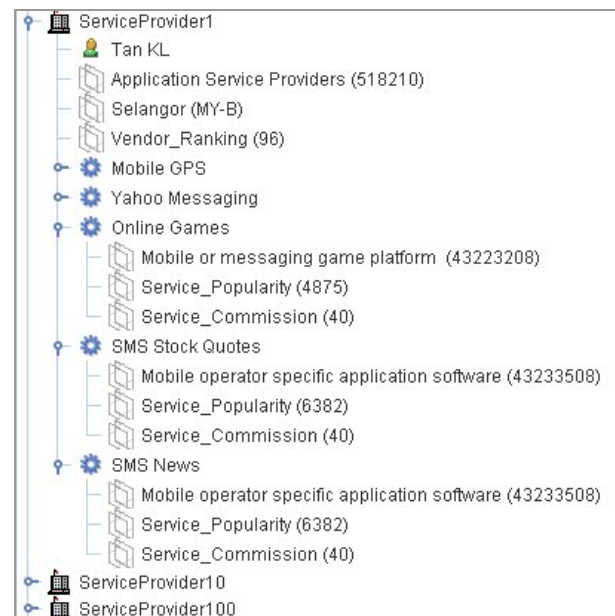 ServiceProvider1
Tan KL
Application Service Providers (518210)
Selangor (MY-B)
Vendor_Ranking (96)
Mobile GPS
Yahoo Messaging
Online Games
Mobile or messaging game platform (43223208)
Service_Popularity (4875)
Service_Commission (40)
SMS Stock Quotes
Mobile operator specific application software (43233508)
Service_Popularity (6382)
Service_Commission (40)
SMS News
Mobile operator specific application software (43233508)
Service_Popularity (6382)
Service_Commission (40)
ServiceProvider10
ServiceProvider100